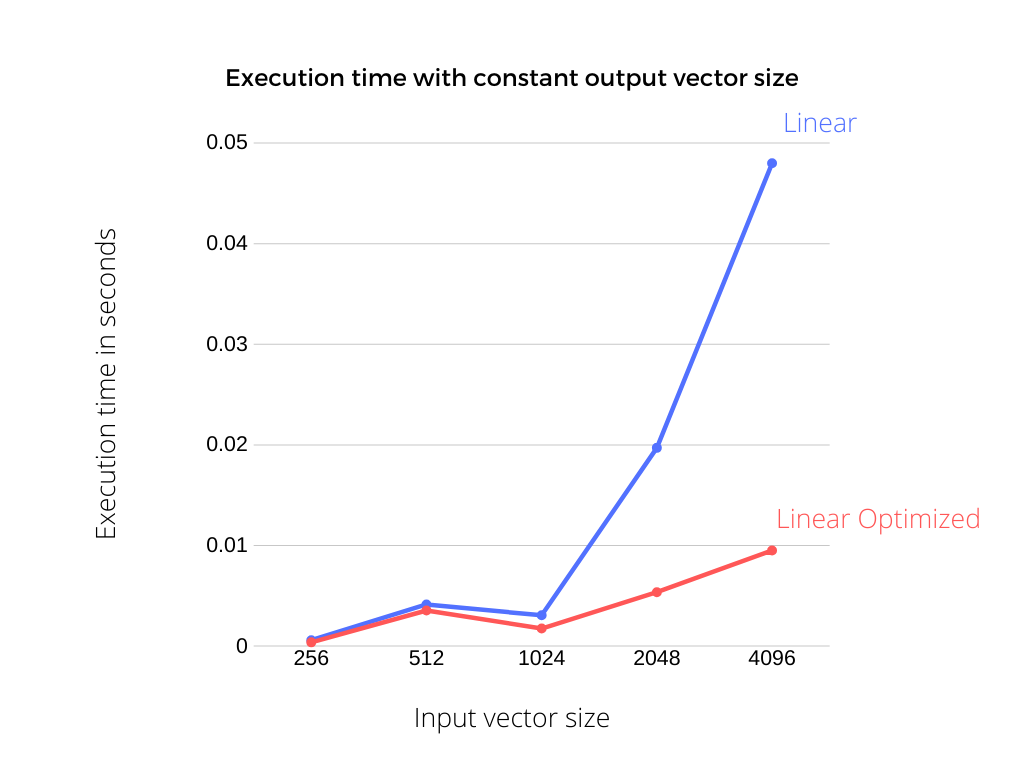 Execution time with constant output vector size
Linear
0.05
0.04
0.03
0.02
0.01
0
Execution time in seconds
Linear Optimized
256 512 1024 2048 4096
Input vector size